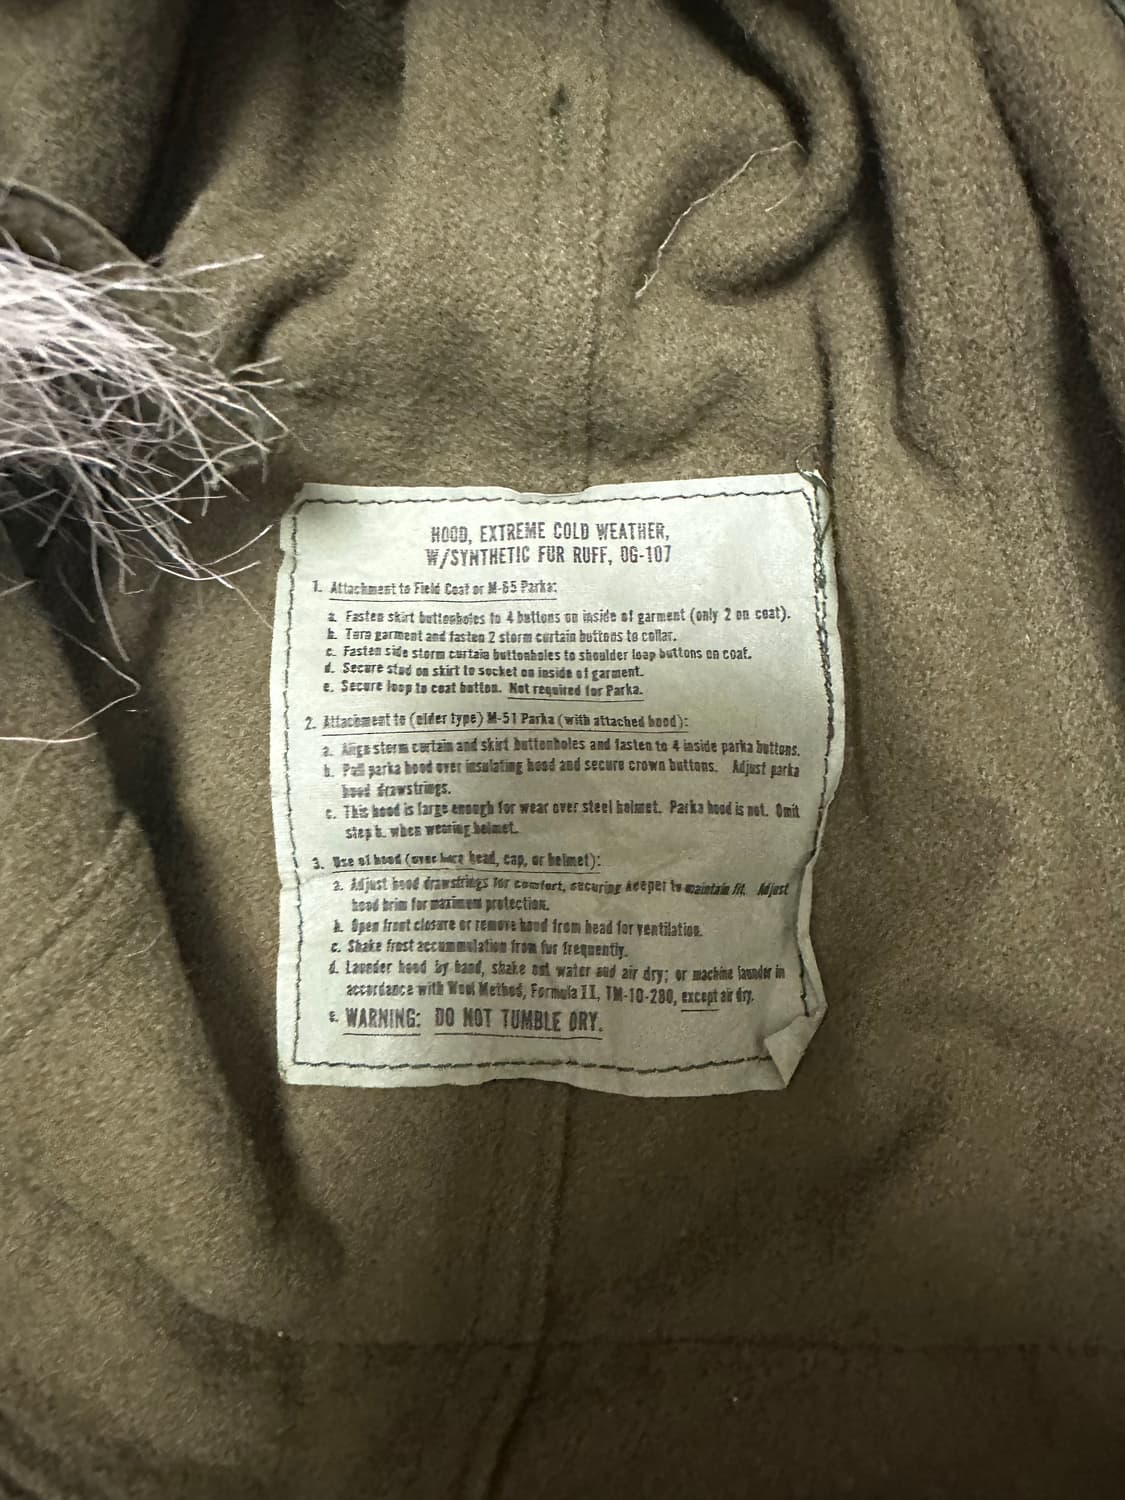 HOOD, EXTREME COLD WEATHER,
W/SYNTHETIC FUR RUFF, OG-107
1. Attachment to Field Coat or M-65 Parka:
a. Fasten skirt buttonholes to 4 buttons on inside of garment (only 2 on coat).
b. Turn garment and fasten 2 storm curtain buttons to collar.
c. Fasten side storm curtain buttonholes to shoulder loop buttons on coat.
d. Secure stud on skirt to socket on inside of garment.
e. Secure loop to coat button. Not required for Parka.
2. Attachment to (older type) M-51 Parka (with attached hood):
a. Align storm curtain and skirt buttonholes and fasten to 4 inside parka buttons.
b. Pull parka hood over insulating hood and secure crown buttons. Adjust parka
hood drawstrings.
c. This hood is large enough for wear over steel helmet. Parka hood is not. Omit
step b. when wearing helmet.
3. Use of hood (over bare head, cap, or helmet):
a. Adjust hood drawstrings for comfort, securing keeper to maintain fit. Adjust
hood brim for maximum protection.
b. Open front closure or remove hood from head for ventilation.
c. Shake frost accummulation from fur frequently.
d. Launder hood by hand, shake out water and air dry; or machine launder in
accordance with Wool Method, Formula II, TM-10-280, except air dry.
e. WARNING: DO NOT TUMBLE DRY.